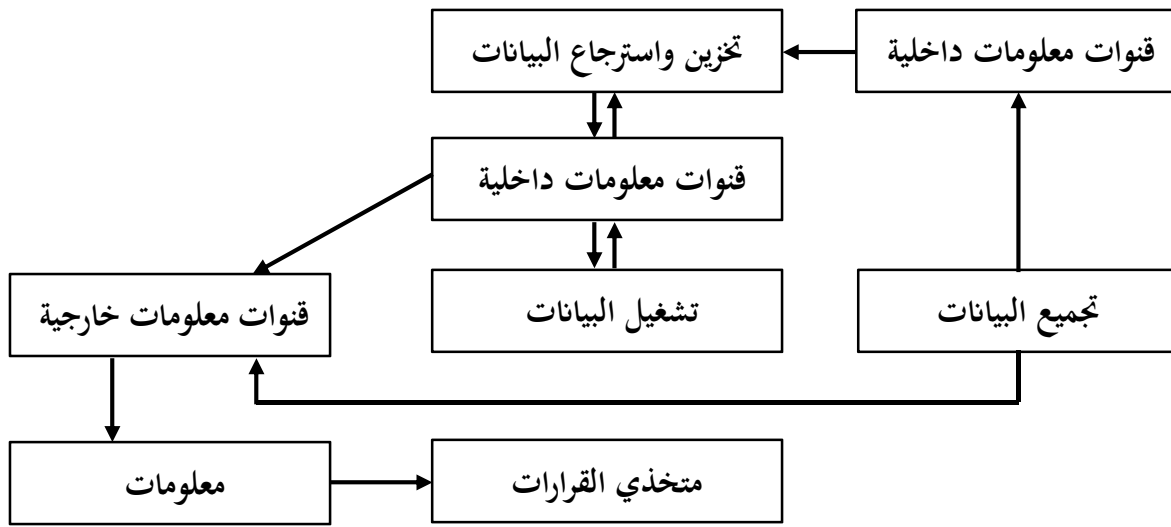 قنوات معلومات داخلية
تخزين واسترجاع البيانات
قنوات معلومات داخلية
تجميع البيانات
تشغيل البيانات
قنوات معلومات خارجية
متخذي القرارات
معلومات